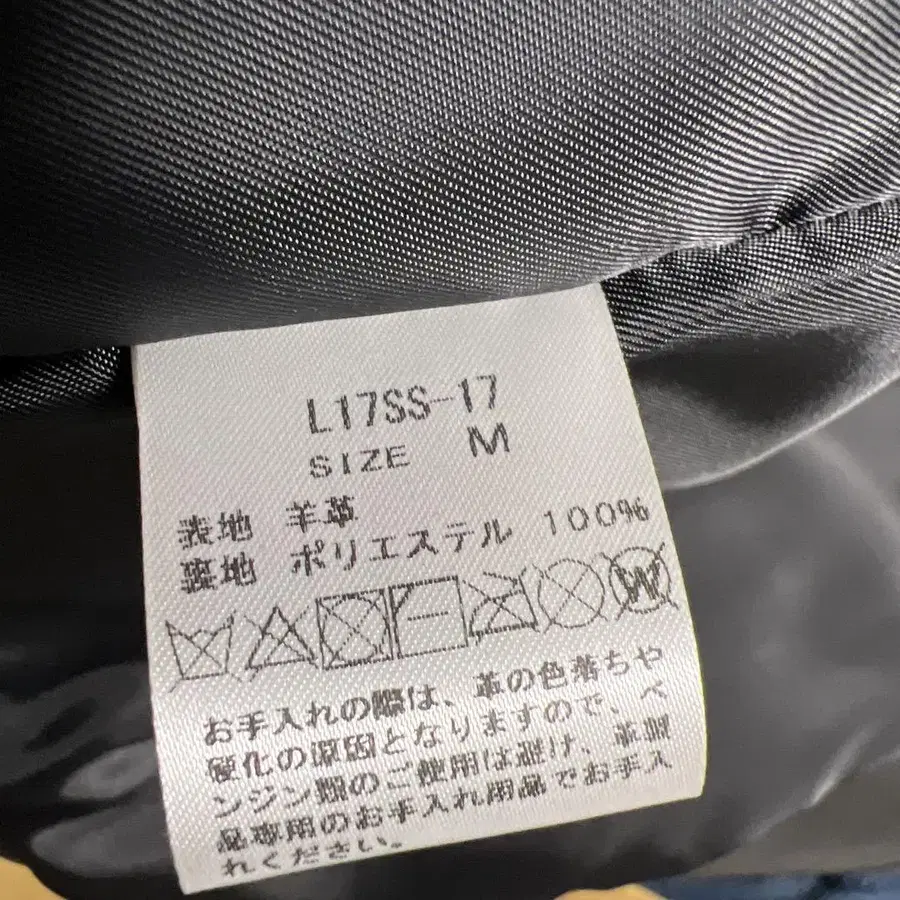 L17SS-17
SIZE M
表地 羊革
裏地 ポリエステル 100%
W
お手入れの際は、革の色落ちや
硬化の原因となりますので、ベ
ンジン類のご使用は避け、革製
品専用のお手入れ用品でお手入
れください。